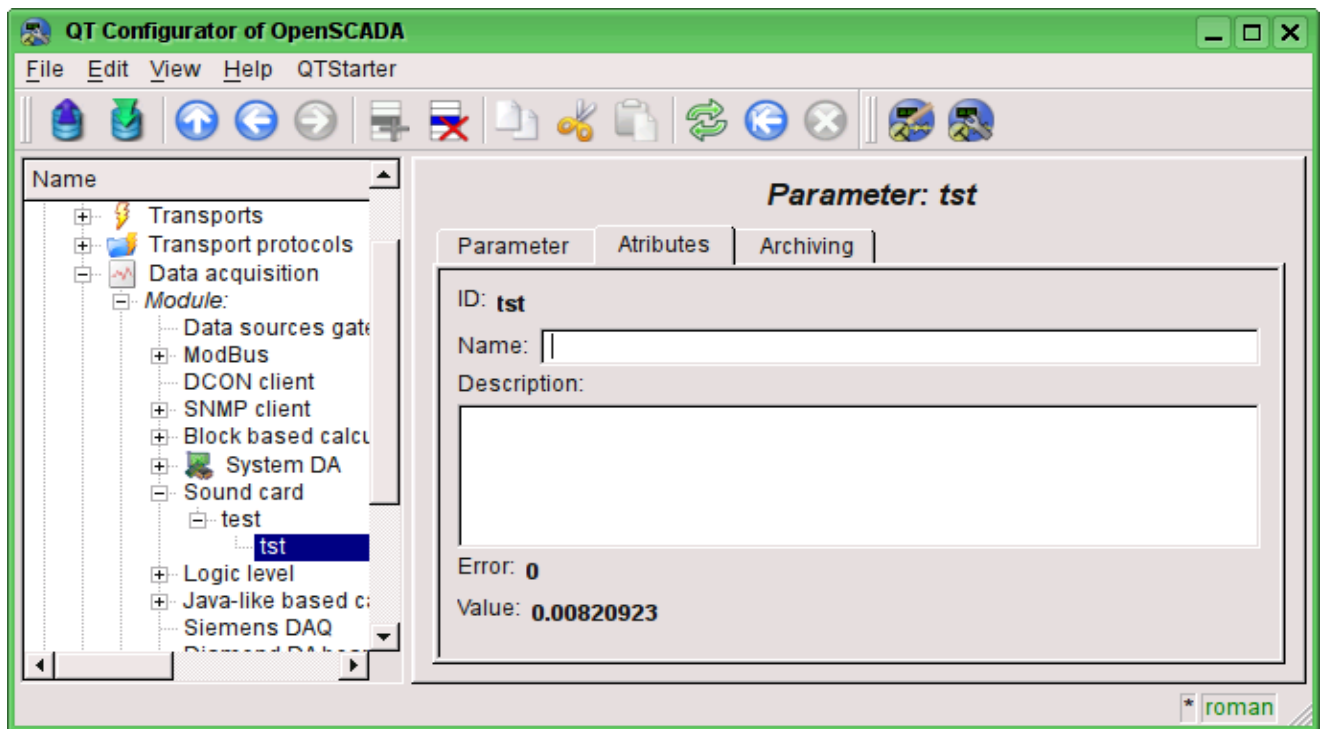 QT Configurator of OpenSCADA
File Edit View Help QTStarter
Name
Transports
Transport protocols
Data acquisition
Module:
Data sources gate
ModBus
DCON client
SNMP client
Block based calcu
System DA
Sound card
test
tst
Logic level
Java-like based ca
Siemens DAQ
Parameter: tst
Parameter Atributes Archiving
ID: tst
Name:
Description:
Error: 0
Value: 0.00820923
* roman